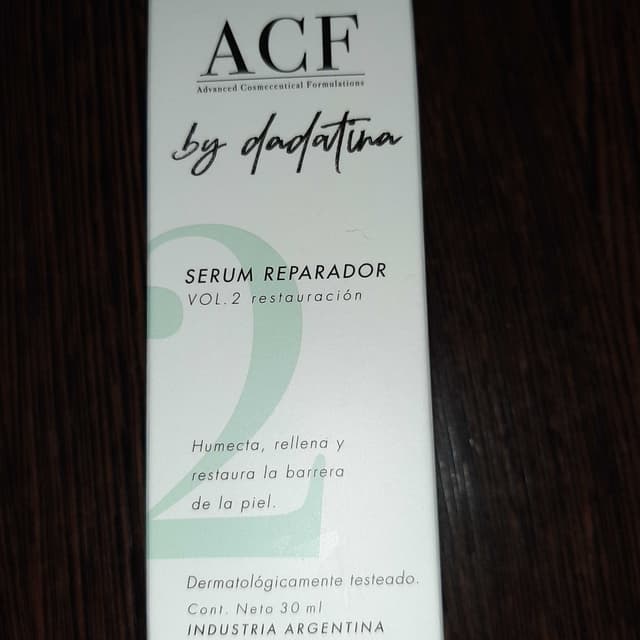 ACF
Advanced Cosmeceutical Formulations
by dadatina
2
SERUM REPARADOR
VOL.2 restauración
Humecta, rellena y
restaura la barrera
de la piel.
Dermatológicamente testeado.
Cont. Neto 30 ml
INDUSTRIA ARGENTINA